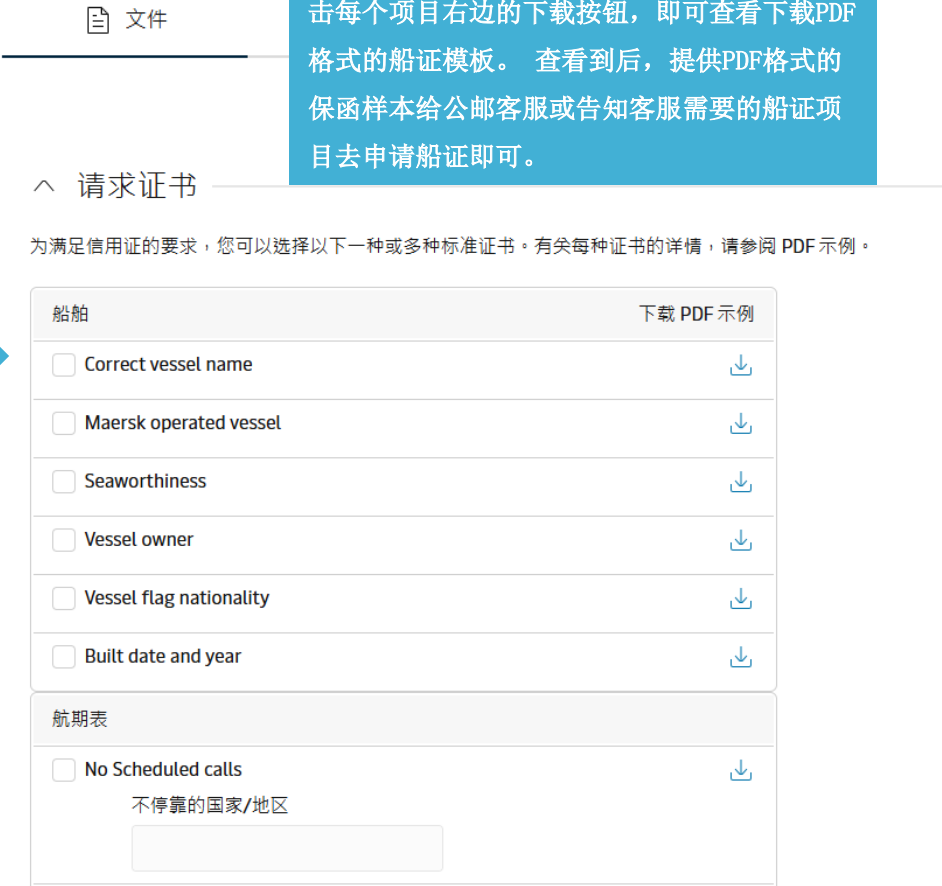 文件
击每个项目右边的下载按钮，即可查看下载PDF
格式的船证模板。 查看到后，提供PDF格式的
保函样本给公邮客服或告知客服需要的船证项
目去申请船证即可。
请求证书
为满足信用证的要求，您可以选择以下一种或多种标准证书。有关每种证书的详情，请参阅 PDF 示例。
船舶 下载 PDF 示例
Correct vessel name
Maersk operated vessel
Seaworthiness
Vessel owner
Vessel flag nationality
Built date and year
航期表
No Scheduled calls
不停靠的国家/地区